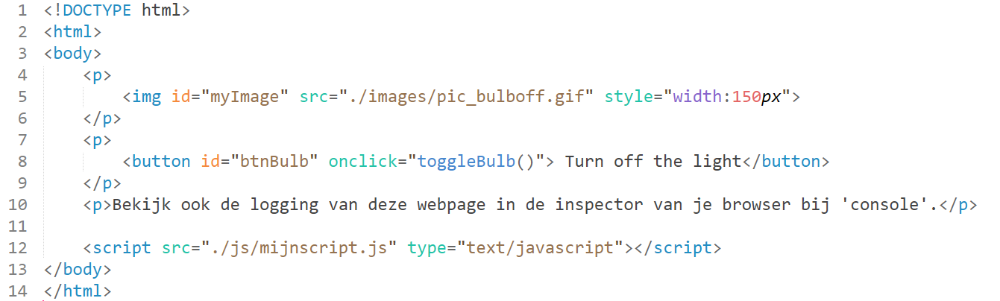 1 <!DOCTYPE html>
2 <html>
3 <body>
4     <p>
5         <img id="myImage" src="./images/pic_bulboff.gif" style="width:150px">
6     </p>
7     <p>
8         <button id="btnBulb" onclick="toggleBulb()"> Turn off the light</button>
9     </p>
10     <p>Bekijk ook de logging van deze webpage in de inspector van je browser bij 'console'.</p>
11
12     <script src="./js/mijnscript.js" type="text/javascript"></script>
13 </body>
14 </html>